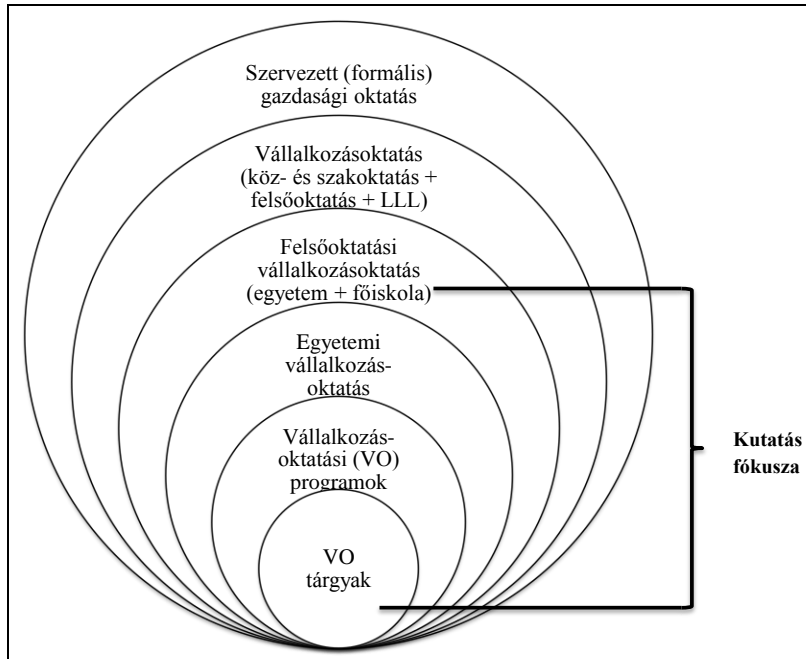 Szervezett (formális)
gazdasági oktatás
Vállalkozásoktatás
(köz- és szakoktatás +
felsőoktatás + LLL)
Felsőoktatási
vállalkozásoktatás
(egyetem + főiskola)
Egyetemi
vállalkozás-
oktatás
Vállalkozás-
oktatási (VO)
programok
VO
tárgyak
Kutatás
fókusza